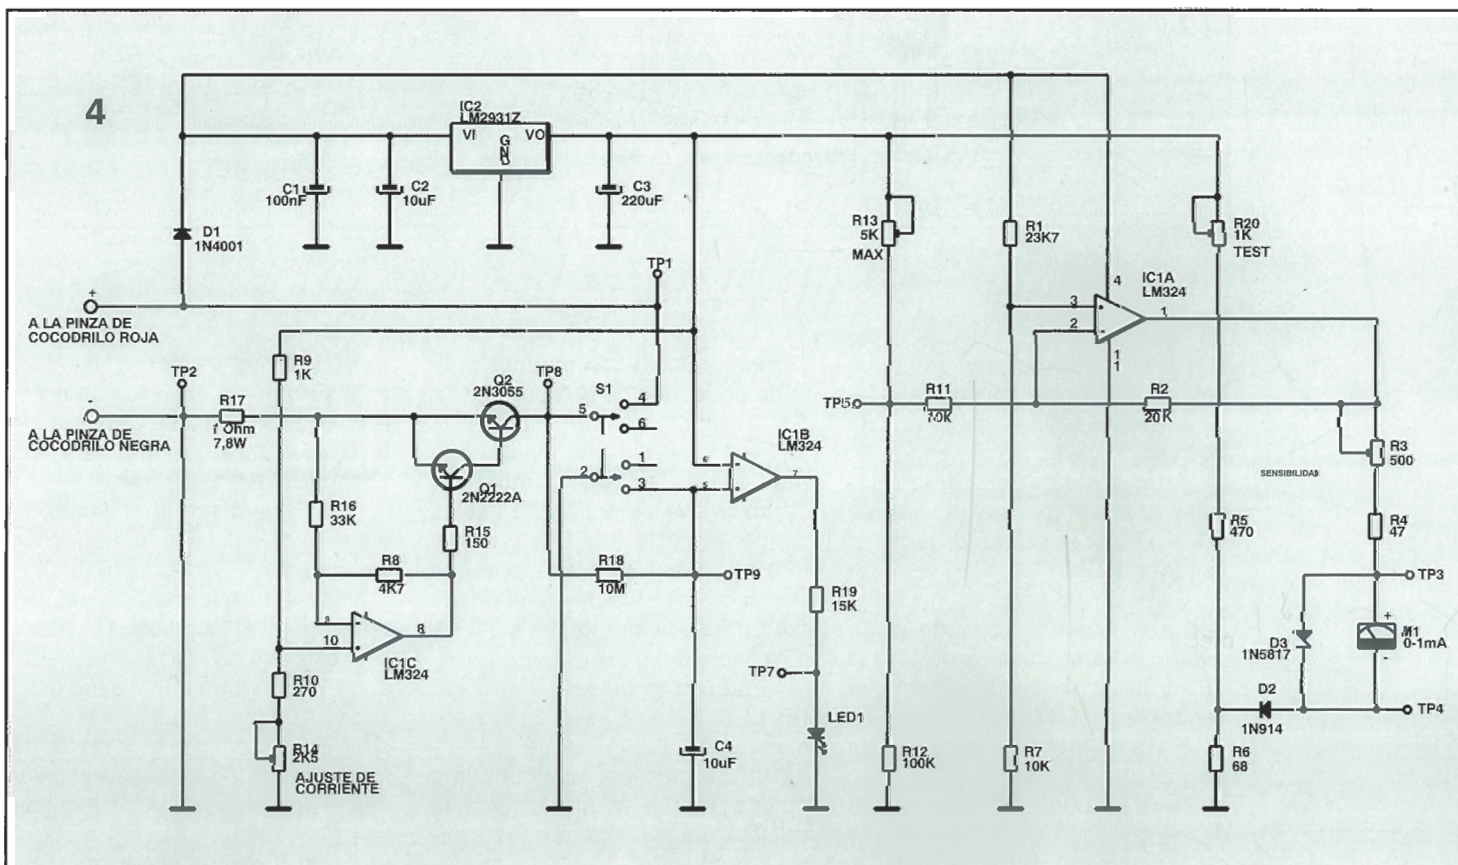 4
IC2
LM2931Z
VI
GND
VO
C1
100nF
C2
10uF
C3
220uF
D1
1N4001
R13
5K
MAX
R1
23K7
R20
1K
TEST
TP1
+
A LA PINZA DE
COCODRILO ROJA
4
IC1A
LM324
3
2
1
11
R9
1K
TP2
R17
1 Ohm
7,8W
A LA PINZA DE
COCODRILO NEGRA
Q2
2N3055
TP8
S1
5
4
6
1
2
3
TP5
R11
R2
20K
R3
500
SENSIBILIDAD
IC1B
LM324
6
5
7
Q1
2N2222A
R16
33K
R15
150
R5
470
R4
47
R8
4K7
R18
10M
TP9
TP3
R19
15K
9
10
8
IC1C
LM324
+
M1
0-1mA
-
D3
1N5817
R10
270
TP7
D2
1N914
TP4
LED1
R14
2K5
AJUSTE DE
CORRIENTE
C4
10uF
R12
100K
R7
10K
R6
68